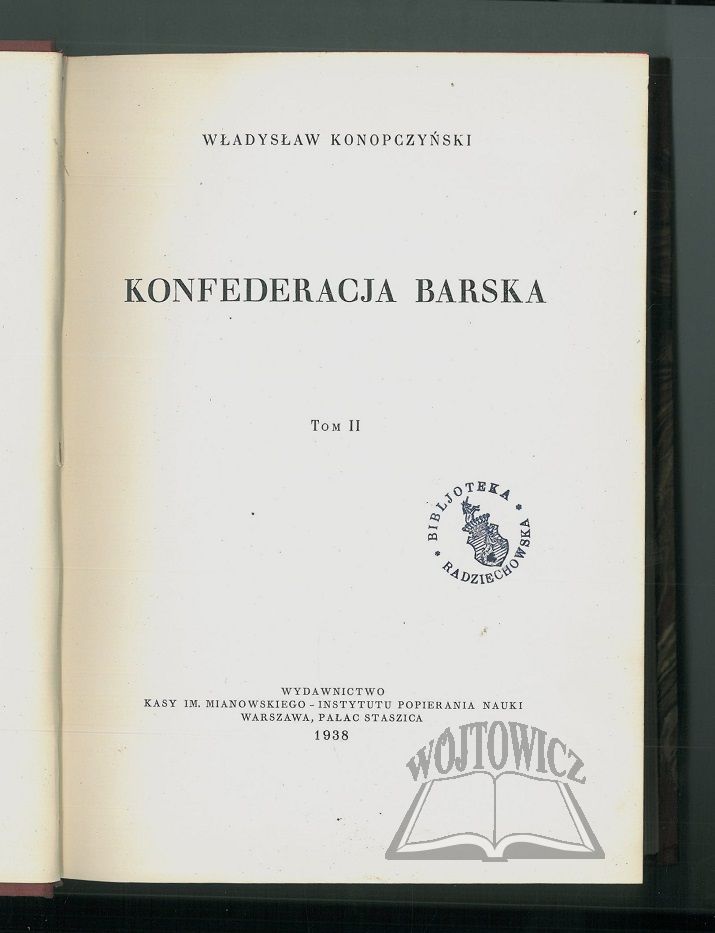 WŁADYSŁAW KONOPCZYŃSKI
KONFEDERACJA BARSKA
Tom II
BIBLJOTEKA
* RADZIECHOWSKA *
WYDAWNICTWO
KASY IM. MIANOWSKIEGO - INSTYTUTU POPIERANIA NAUKI
WARSZAWA, PAŁAC STASZICA
1938
WÓJTOWICZ